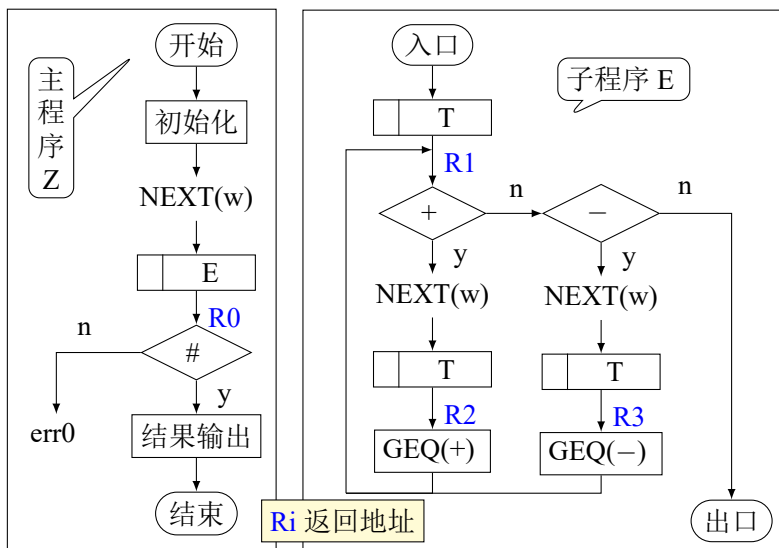 开始
主程序 Z
初始化
NEXT(w)
E
R0
n
#
y
err0
结果输出
结束
入口
子程序 E
T
R1
+
n
−
n
y
y
NEXT(w)
NEXT(w)
T
T
R2
R3
GEQ(+)
GEQ(−)
Ri 返回地址
出口